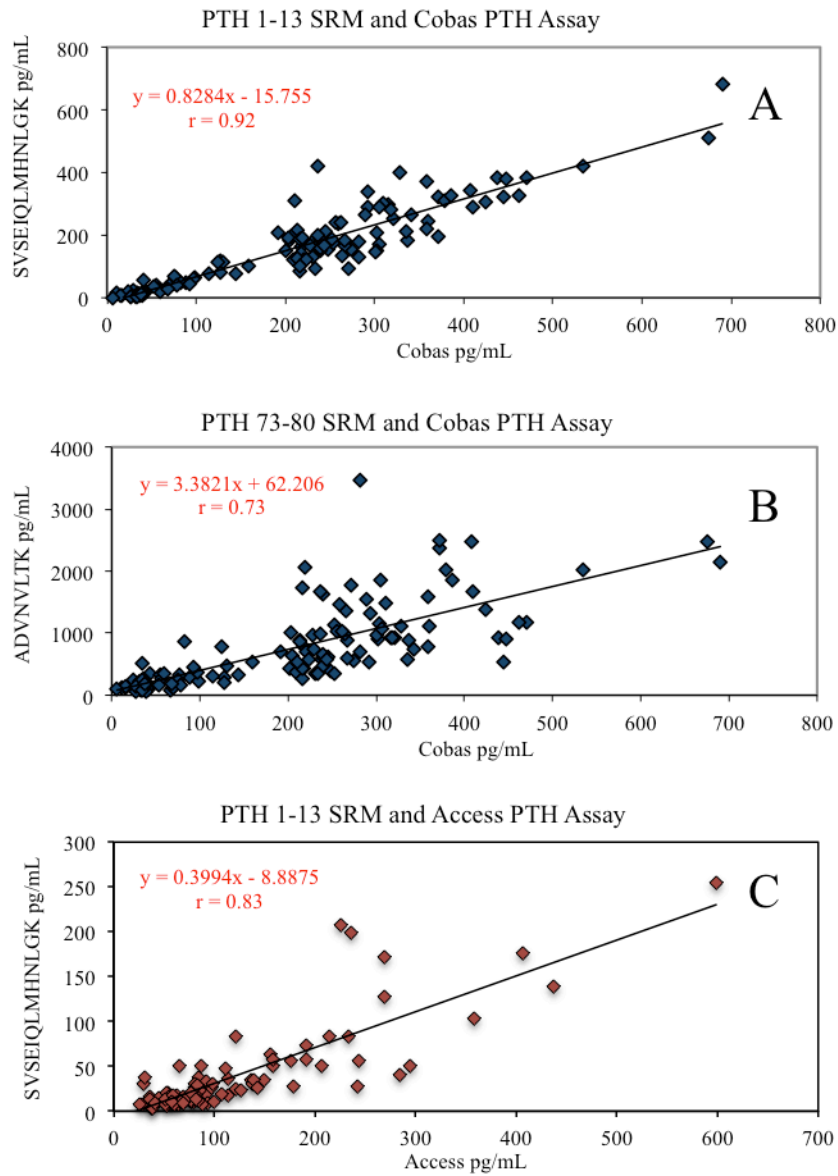 PTH 1-13 SRM and Cobas PTH Assay
800
600
400
200
0
SVSEIQLMHNLGK pg/mL
y = 0.8284x - 15.755
r = 0.92
A
0 100 200 300 400 500 600 700 800
Cobas pg/mL
PTH 73-80 SRM and Cobas PTH Assay
4000
3000
2000
1000
0
ADVNVLTK pg/mL
y = 3.3821x + 62.206
r = 0.73
B
0 100 200 300 400 500 600 700 800
Cobas pg/mL
PTH 1-13 SRM and Access PTH Assay
300
250
200
150
100
50
0
SVSEIQLMHNLGK pg/mL
y = 0.3994x - 8.8875
r = 0.83
C
0 100 200 300 400 500 600 700
Access pg/mL